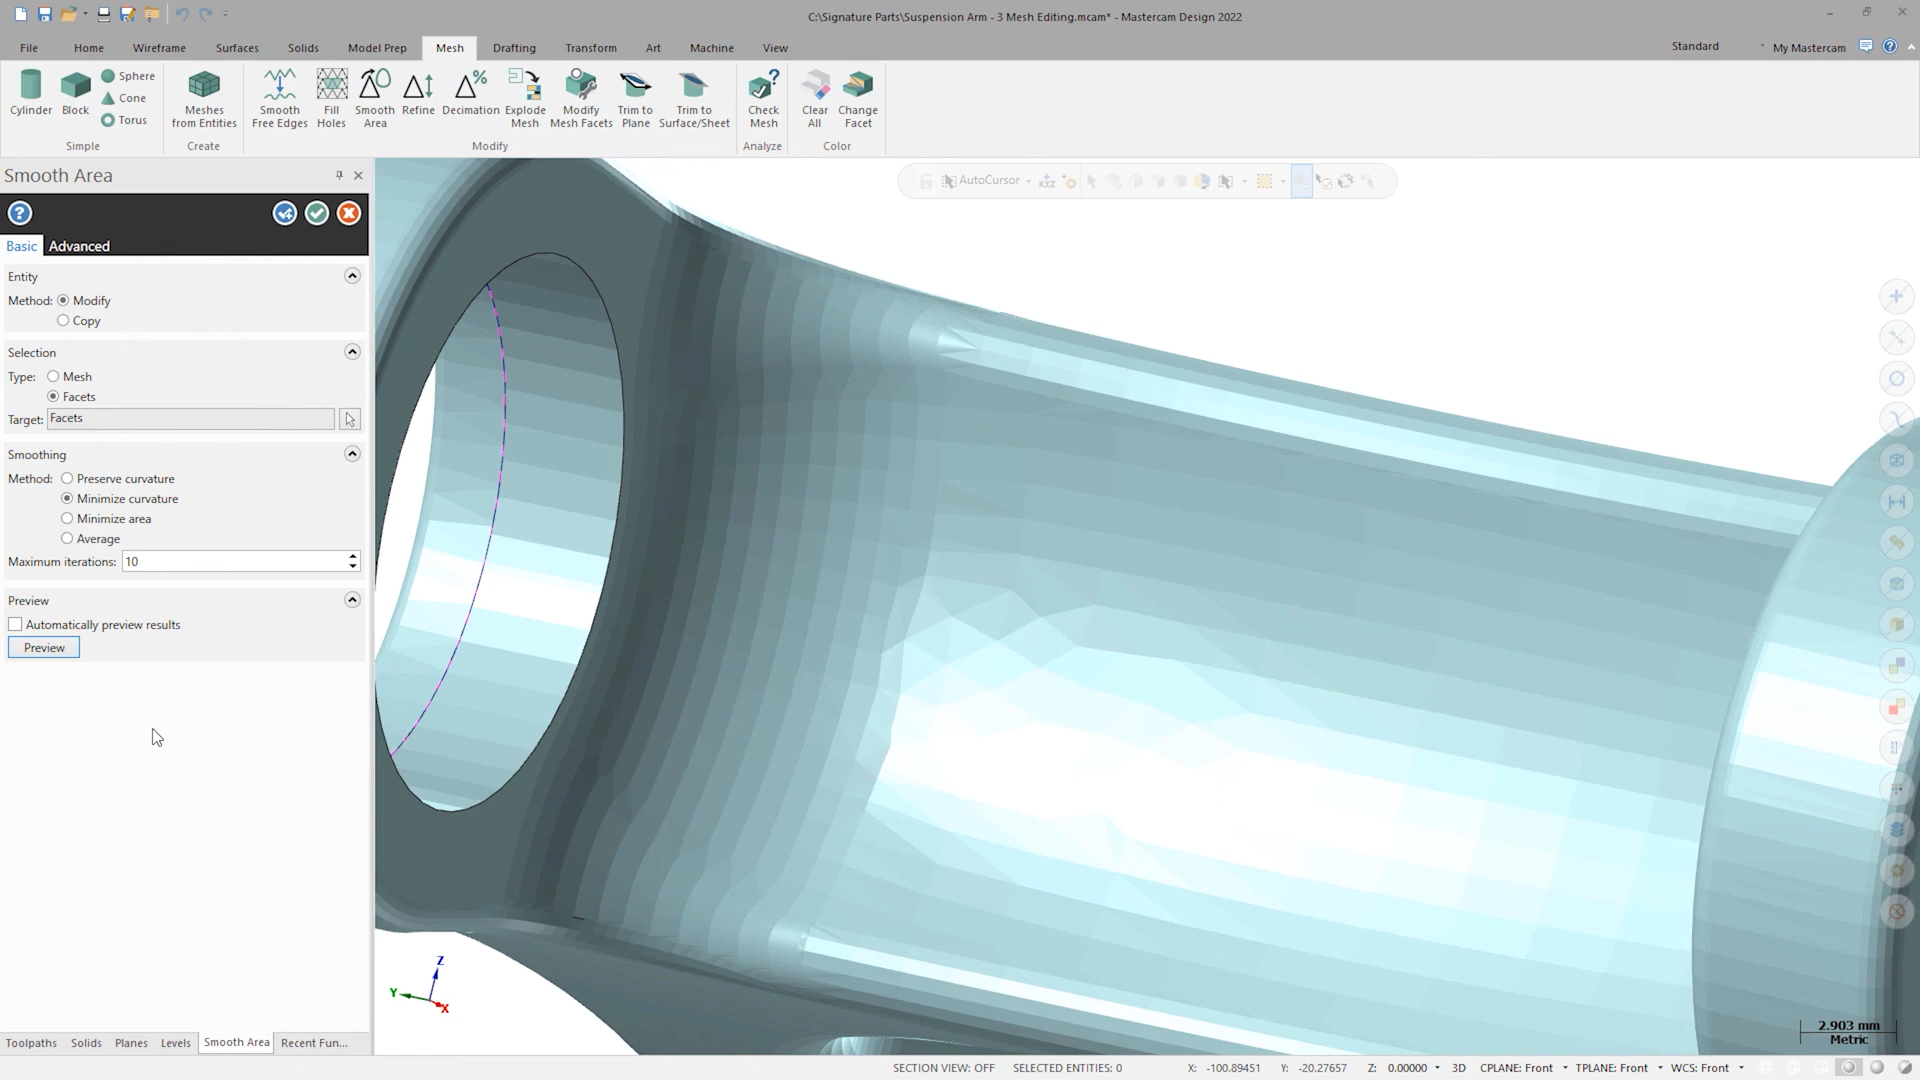 C:\Signature Parts\Suspension Arm - 3 Mesh Editing.mcam* - Mastercam Design 2022
File Home Wireframe Surfaces Solids Model Prep Mesh Drafting Transform Art Machine View
Standard My Mastercam
Cylinder Block Sphere
Cone
Torus
Simple
Meshes from Entities
Create
Smooth Free Edges
Fill Holes
Smooth Area
Refine
Decimation
Explode Mesh
Modify Mesh Facets
Trim to Plane
Trim to Surface/Sheet
Modify
Check Mesh
Analyze
Clear All
Change Facet
Color
Smooth Area
Basic Advanced
Entity
Method: Modify
Copy
Selection
Type: Mesh
Facets
Target: Facets
Smoothing
Method: Preserve curvature
Minimize curvature
Minimize area
Average
Maximum iterations: 10
Preview
Automatically preview results
Preview
AutoCursor
Z
Y
X
2.903 mm
Metric
Toolpaths Solids Planes Levels Smooth Area Recent Fun...
SECTION VIEW: OFF SELECTED ENTITIES: 0 X: -100.89451 Y: -20.27657 Z: 0.00000 3D CPLANE: Front TPLANE: Front WCS: Front